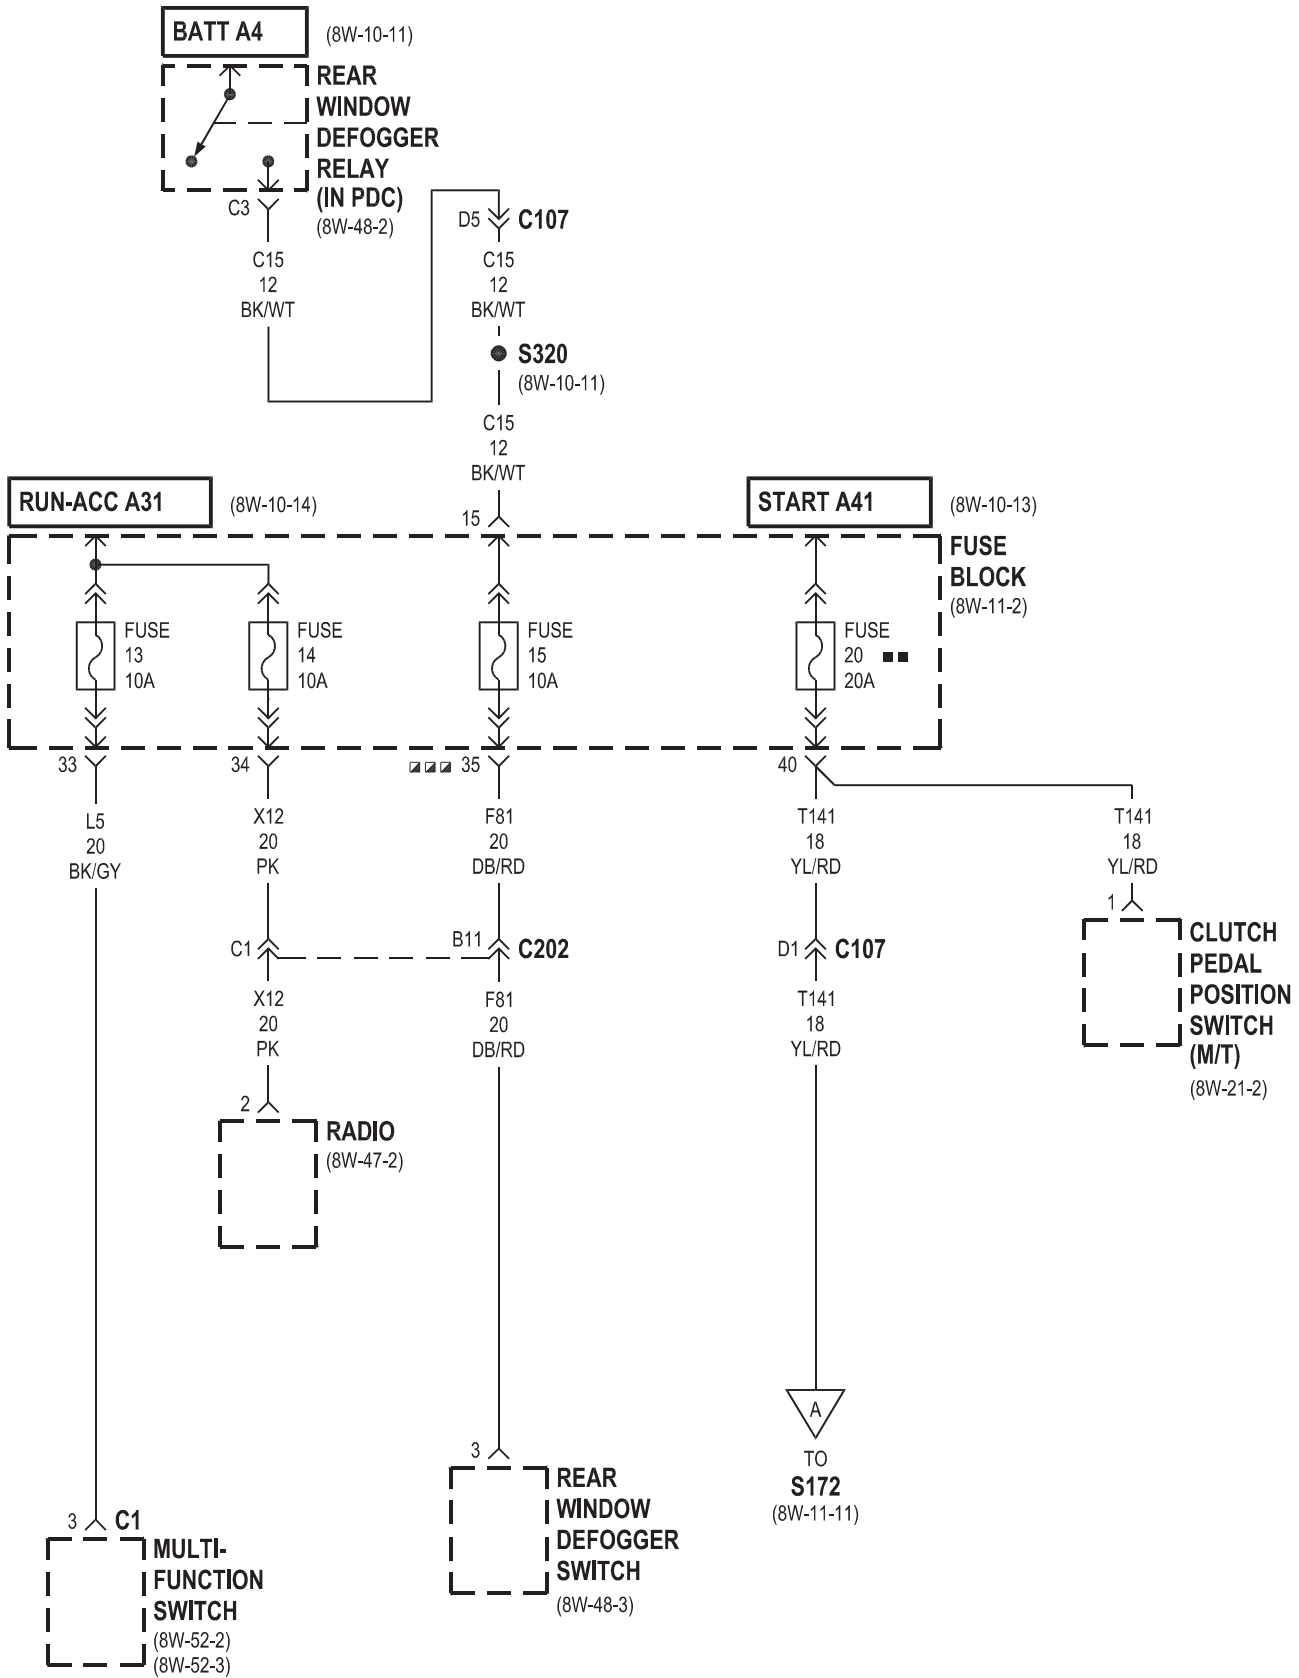 BATT A4
(8W-10-11)
REAR
WINDOW
DEFOGGER
RELAY
(IN PDC)
(8W-48-2)
C3
C15
12
BK/WT
D5
C107
C15
12
BK/WT
S320
(8W-10-11)
C15
12
BK/WT
RUN-ACC A31
(8W-10-14)
15
START A41
(8W-10-13)
FUSE
BLOCK
(8W-11-2)
FUSE
13
10A
FUSE
14
10A
FUSE
15
10A
FUSE
20
20A
33
34
35
40
L5
20
BK/GY
X12
20
PK
F81
20
DB/RD
T141
18
YL/RD
T141
18
YL/RD
C1
B11
C202
D1
C107
1
CLUTCH
PEDAL
POSITION
SWITCH
(M/T)
(8W-21-2)
X12
20
PK
F81
20
DB/RD
T141
18
YL/RD
2
RADIO
(8W-47-2)
A
TO
S172
(8W-11-11)
3
REAR
WINDOW
DEFOGGER
SWITCH
(8W-48-3)
3
C1
MULTI-
FUNCTION
SWITCH
(8W-52-2)
(8W-52-3)